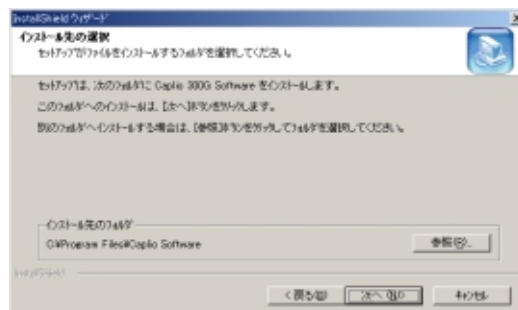 InstallShield ウィザード
インストール先の選択
セットアップがファイルをインストールするフォルダを選択してください。
セットアップは、次のフォルダに Caplio 300G Software をインストールします。
このフォルダへのインストールは、[次へ]ボタンをクリックします。
別のフォルダへインストールする場合は、[参照]ボタンをクリックしてフォルダを選択してください。
インストール先のフォルダ
C:¥Program Files¥Caplio Software
参照(R)...
InstallShield
< 戻る(B)
次へ(N) >
キャンセル